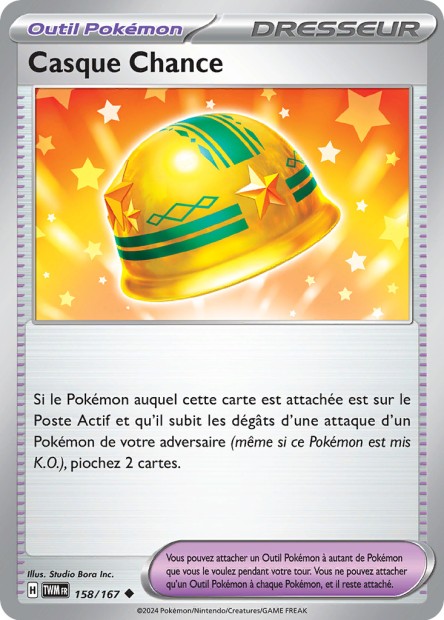 Outil Pokémon
DRESSEUR
Casque Chance
Si le Pokémon auquel cette carte est attachée est sur le
Poste Actif et qu'il subit les dégâts d'une attaque d'un
Pokémon de votre adversaire (même si ce Pokémon est mis
K.O.), piochez 2 cartes.
Vous pouvez attacher un Outil Pokémon à autant de Pokémon
que vous le voulez pendant votre tour. Vous ne pouvez attacher
qu'un Outil Pokémon à chaque Pokémon, et il reste attaché.
Illus. Studio Bora Inc.
H TWM FR 158/167
©2024 Pokémon/Nintendo/Creatures/GAME FREAK